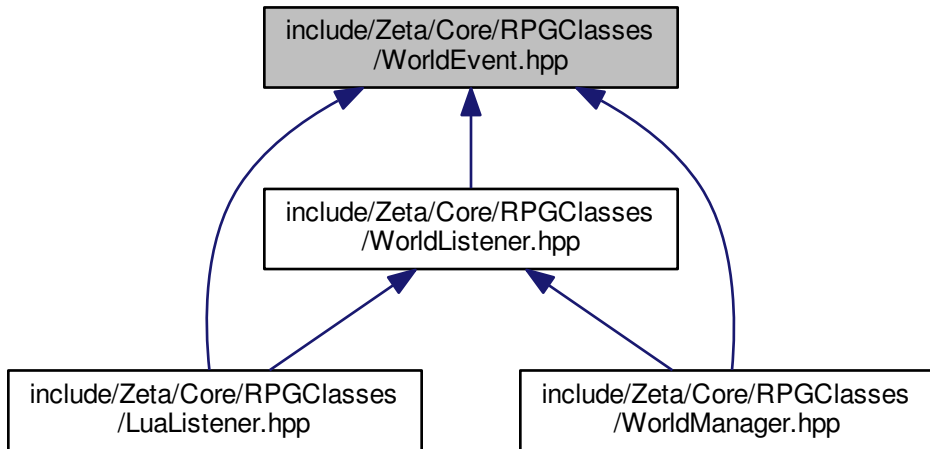 include/Zeta/Core/RPGClasses
/WorldEvent.hpp
include/Zeta/Core/RPGClasses
/WorldListener.hpp
include/Zeta/Core/RPGClasses
/LuaListener.hpp
include/Zeta/Core/RPGClasses
/WorldManager.hpp